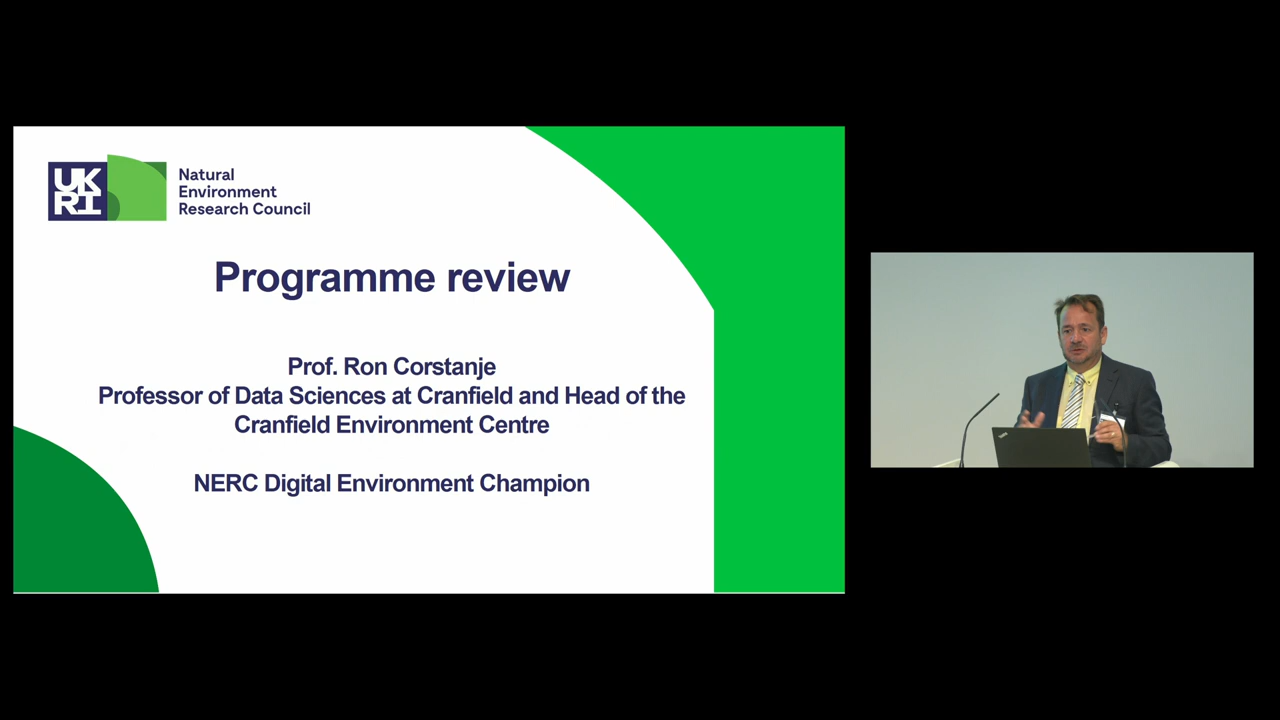 UK
RI
Natural
Environment
Research Council
Programme review
Prof. Ron Corstanje
Professor of Data Sciences at Cranfield and Head of the
Cranfield Environment Centre
NERC Digital Environment Champion